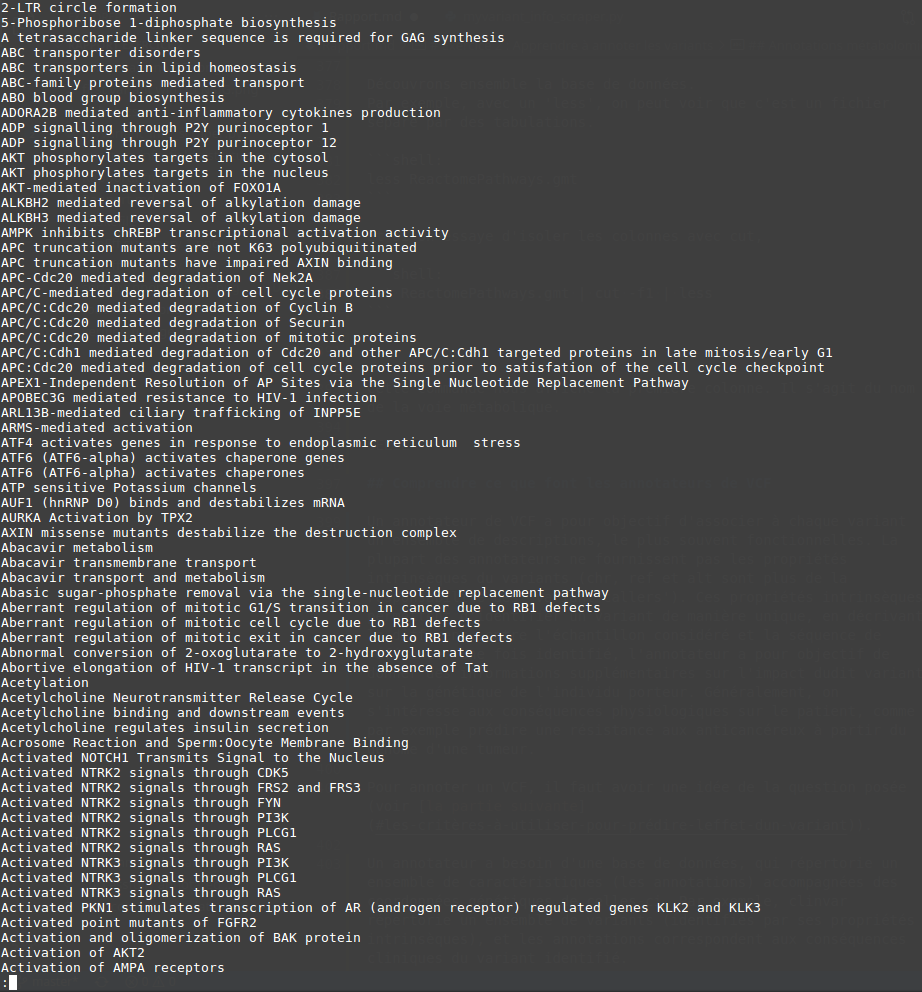 2-LTR circle formation
5-Phosphoribose 1-diphosphate biosynthesis
A tetrasaccharide linker sequence is required for GAG synthesis
ABC transporter disorders
ABC transporters in lipid homeostasis
ABC-family proteins mediated transport
ABO blood group biosynthesis
ADORA2B mediated anti-inflammatory cytokines production
ADP signalling through P2Y purinoceptor 1
ADP signalling through P2Y purinoceptor 12
AKT phosphorylates targets in the cytosol
AKT phosphorylates targets in the nucleus
AKT-mediated inactivation of FOXO1A
ALKBH2 mediated reversal of alkylation damage
ALKBH3 mediated reversal of alkylation damage
AMPK inhibits chREBP transcriptional activation activity
APC truncation mutants are not K63 polyubiquitinated
APC truncation mutants have impaired AXIN binding
APC-Cdc20 mediated degradation of Nek2A
APC/C-mediated degradation of cell cycle proteins
APC/C:Cdc20 mediated degradation of Cyclin B
APC/C:Cdc20 mediated degradation of Securin
APC/C:Cdc20 mediated degradation of mitotic proteins
APC/C:Cdh1 mediated degradation of Cdc20 and other APC/C:Cdh1 targeted proteins in late mitosis/early G1
APC:Cdc20 mediated degradation of cell cycle proteins prior to satisfation of the cell cycle checkpoint
APEX1-Independent Resolution of AP Sites via the Single Nucleotide Replacement Pathway
APOBEC3G mediated resistance to HIV-1 infection
ARL13B-mediated ciliary trafficking of INPP5E
ARMS-mediated activation
ATF4 activates genes in response to endoplasmic reticulum  stress
ATF6 (ATF6-alpha) activates chaperone genes
ATF6 (ATF6-alpha) activates chaperones
ATP sensitive Potassium channels
AUF1 (hnRNP D0) binds and destabilizes mRNA
AURKA Activation by TPX2
AXIN missense mutants destabilize the destruction complex
Abacavir metabolism
Abacavir transmembrane transport
Abacavir transport and metabolism
Abasic sugar-phosphate removal via the single-nucleotide replacement pathway
Aberrant regulation of mitotic G1/S transition in cancer due to RB1 defects
Aberrant regulation of mitotic cell cycle due to RB1 defects
Aberrant regulation of mitotic exit in cancer due to RB1 defects
Abnormal conversion of 2-oxoglutarate to 2-hydroxyglutarate
Abortive elongation of HIV-1 transcript in the absence of Tat
Acetylation
Acetylcholine Neurotransmitter Release Cycle
Acetylcholine binding and downstream events
Acetylcholine regulates insulin secretion
Acrosome Reaction and Sperm:Oocyte Membrane Binding
Activated NOTCH1 Transmits Signal to the Nucleus
Activated NTRK2 signals through CDK5
Activated NTRK2 signals through FRS2 and FRS3
Activated NTRK2 signals through FYN
Activated NTRK2 signals through PI3K
Activated NTRK2 signals through PLCG1
Activated NTRK2 signals through RAS
Activated NTRK3 signals through PI3K
Activated NTRK3 signals through PLCG1
Activated NTRK3 signals through RAS
Activated PKN1 stimulates transcription of AR (androgen receptor) regulated genes KLK2 and KLK3
Activated point mutants of FGFR2
Activation and oligomerization of BAK protein
Activation of AKT2
Activation of AMPA receptors
: